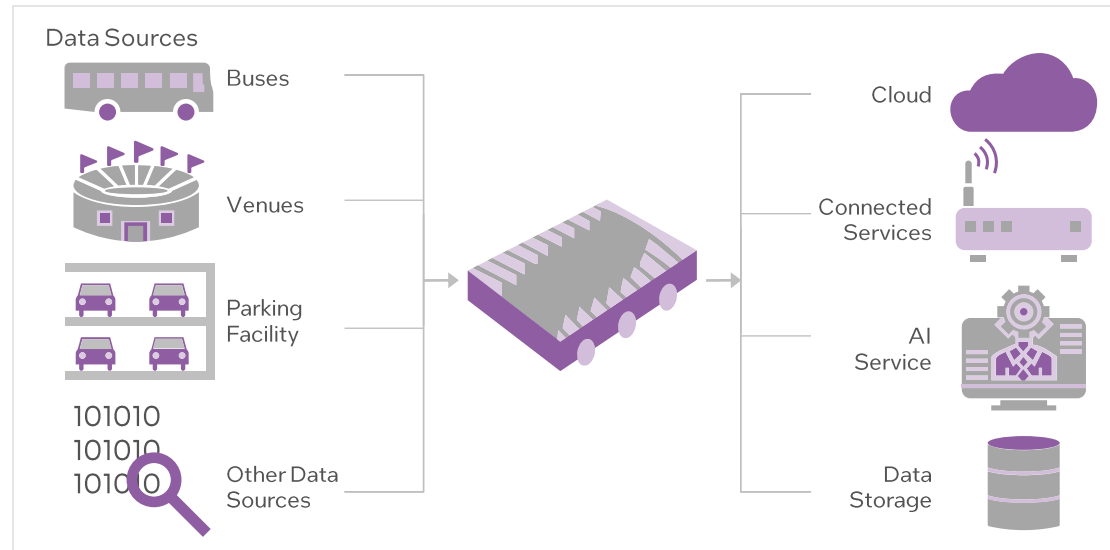 Data Sources
Buses
Venues
Parking
Facility
101010
101010
101010
Other Data
Sources
Cloud
Connected
Services
AI
Service
Data
Storage